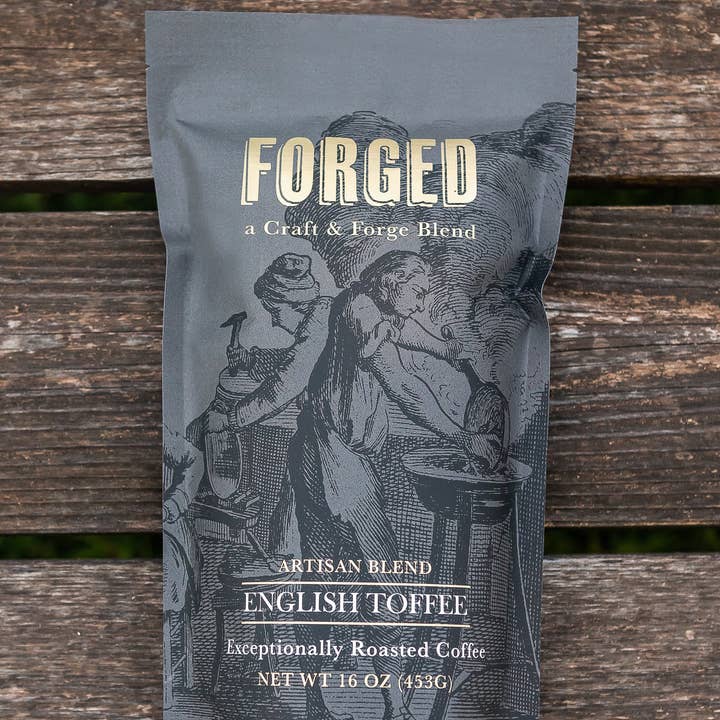 FORGED
a Craft & Forge Blend
ARTISAN BLEND
ENGLISH TOFFEE
Exceptionally Roasted Coffee
NET WT 16 OZ (453G)